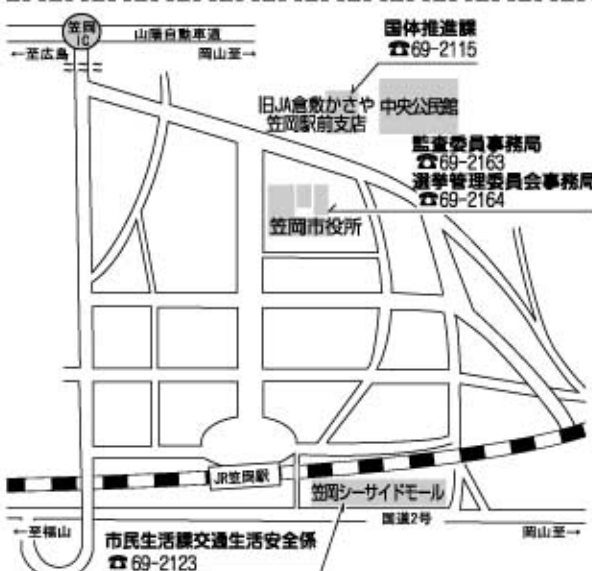 笠岡
IC
山陽自動車道
←至広島
岡山至→
国体推進課
☎69-2115
旧JA倉敷かさや
笠岡駅前支店
中央公民館
監査委員事務局
☎69-2163
選挙管理委員会事務局
☎69-2164
笠岡市役所
JR笠岡駅
笠岡シーサイドモール
国道2号
←至福山
岡山至→
市民生活課交通生活安全係
☎69-2123